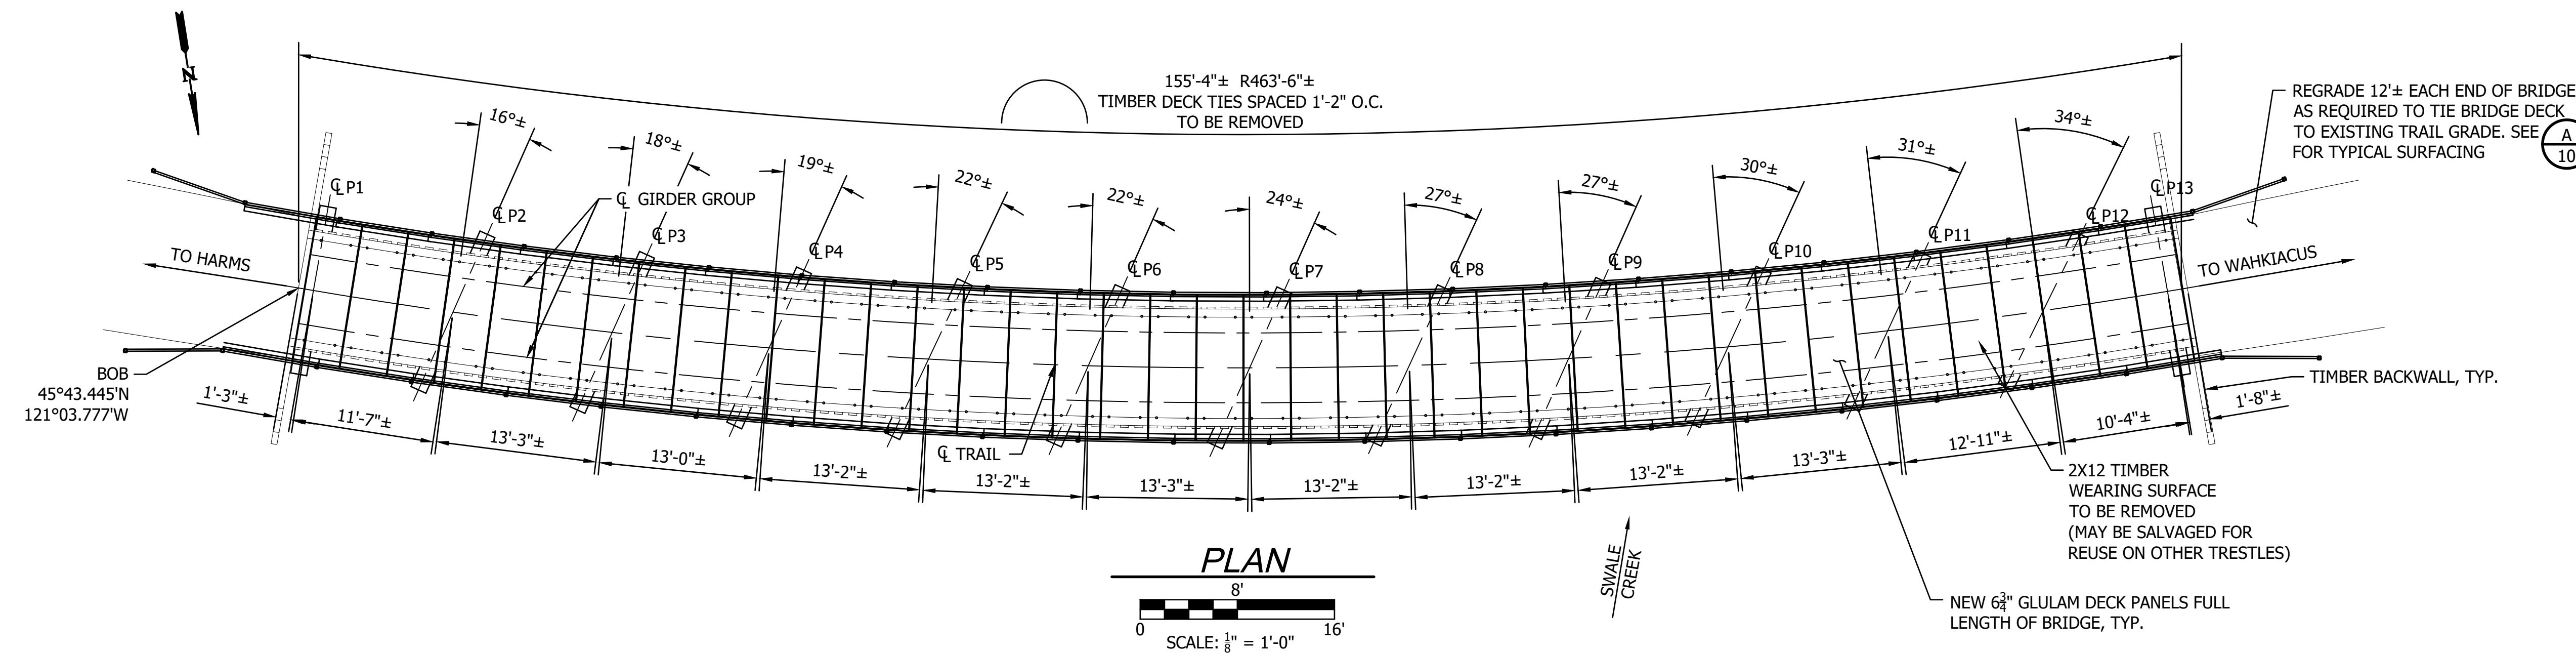 N
155'-4"± R463'-6"±
TIMBER DECK TIES SPACED 1'-2" O.C.
TO BE REMOVED
REGRADE 12'± EACH END OF BRIDGE
AS REQUIRED TO TIE BRIDGE DECK
TO EXISTING TRAIL GRADE. SEE
FOR TYPICAL SURFACING
A
10
16°±
18°±
19°±
22°±
22°±
24°±
27°±
27°±
30°±
31°±
34°±
℄ GIRDER GROUP
℄ P1
℄ P2
℄ P3
℄ P4
℄ P5
℄ P6
℄ P7
℄ P8
℄ P9
℄ P10
℄ P11
℄ P12
℄ P13
TO HARMS
TO WAHKIACUS
BOB
45°43.445'N
121°03.777'W
TIMBER BACKWALL, TYP.
℄ TRAIL
1'-3"±
11'-7"±
13'-3"±
13'-0"±
13'-2"±
13'-2"±
13'-3"±
13'-2"±
13'-2"±
13'-2"±
13'-3"±
12'-11"±
10'-4"±
1'-8"±
2X12 TIMBER
WEARING SURFACE
TO BE REMOVED
(MAY BE SALVAGED FOR
REUSE ON OTHER TRESTLES)
SWALE
CREEK
NEW 6¾" GLULAM DECK PANELS FULL
LENGTH OF BRIDGE, TYP.
PLAN
8'
0 16'
SCALE: ⅛" = 1'-0"